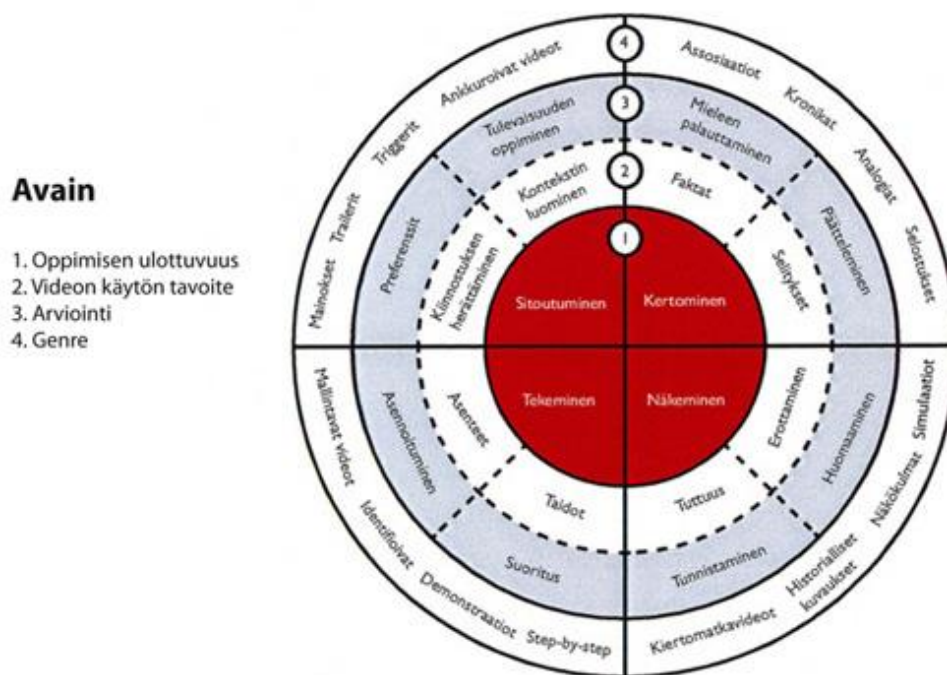 Avain
1. Oppimisen ulottuvuus
2. Videon käytön tavoite
3. Arviointi
4. Genre
4
3
2
1
Sitoutuminen
Kertominen
Tekeminen
Näkeminen
Kontekstin
luominen
Faktat
Selitykset
Erottaminen
Tuttuus
Taidot
Asenteet
Kiinnostuksen
herättäminen
Tulevaisuuden
oppiminen
Mieleen
palauttaminen
Päätteleminen
Huomaaminen
Tunnistaminen
Suoritus
Asennoituminen
Preferenssit
Ankkuroivat videot
Assosiaatiot
Kronikat
Analogiat
Selostukset
Simulaatiot
Näkökulmat
Historialliset
kuvaukset
Kiertomatkavideot
Step-by-step
Demonstraatiot
Identifioivat
Mallintavat videot
Mainokset
Trailerit
Triggerit